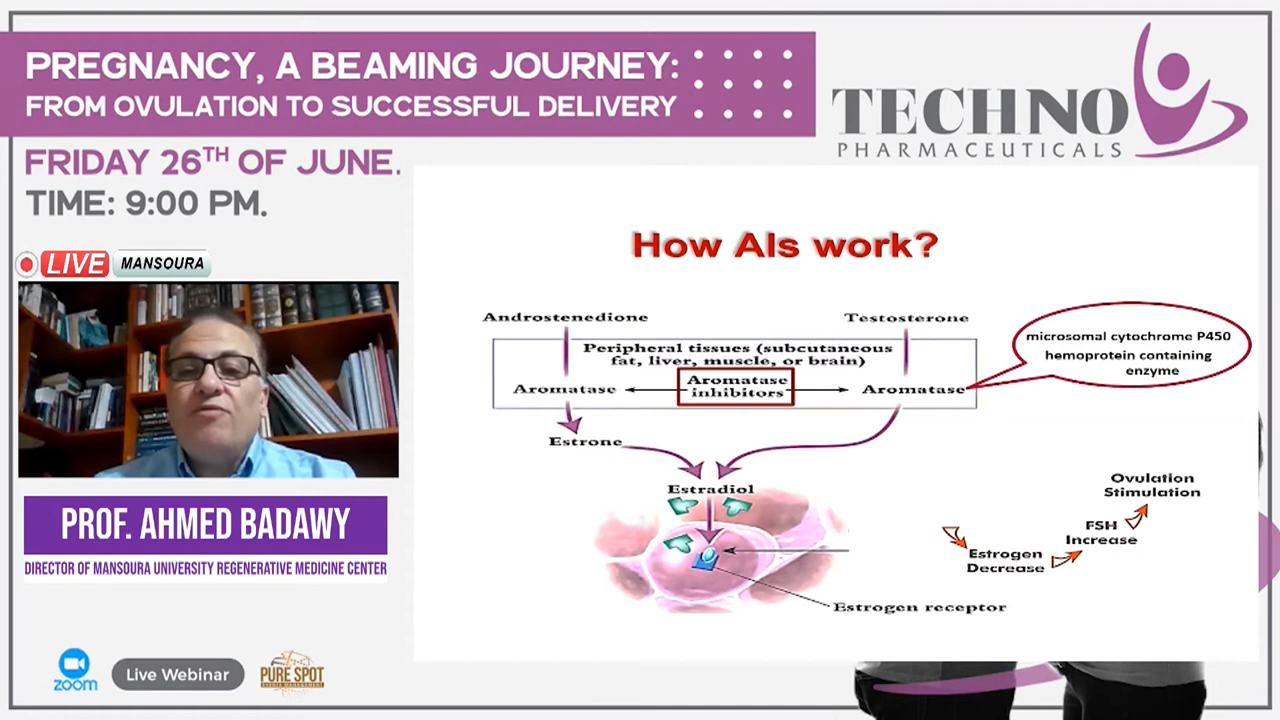 PREGNANCY, A BEAMING JOURNEY:
FROM OVULATION TO SUCCESSFUL DELIVERY
TECHNO
PHARMACEUTICALS
FRIDAY 26TH OF JUNE.
TIME: 9:00 PM.
LIVE MANSOURA
PROF. AHMED BADAWY
DIRECTOR OF MANSOURA UNIVERSITY REGENERATIVE MEDICINE CENTER
zoom
Live Webinar
PURE SPOT
EVENTS MANAGEMENT
How AIs work?
Androstenedione
Testosterone
Peripheral tissues (subcutaneous
fat, liver, muscle, or brain)
Aromatase
Aromatase
inhibitors
Aromatase
microsomal cytochrome P450
hemoprotein containing
enzyme
Estrone
Estradiol
Estrogen receptor
Ovulation
Stimulation
FSH
Increase
Estrogen
Decrease